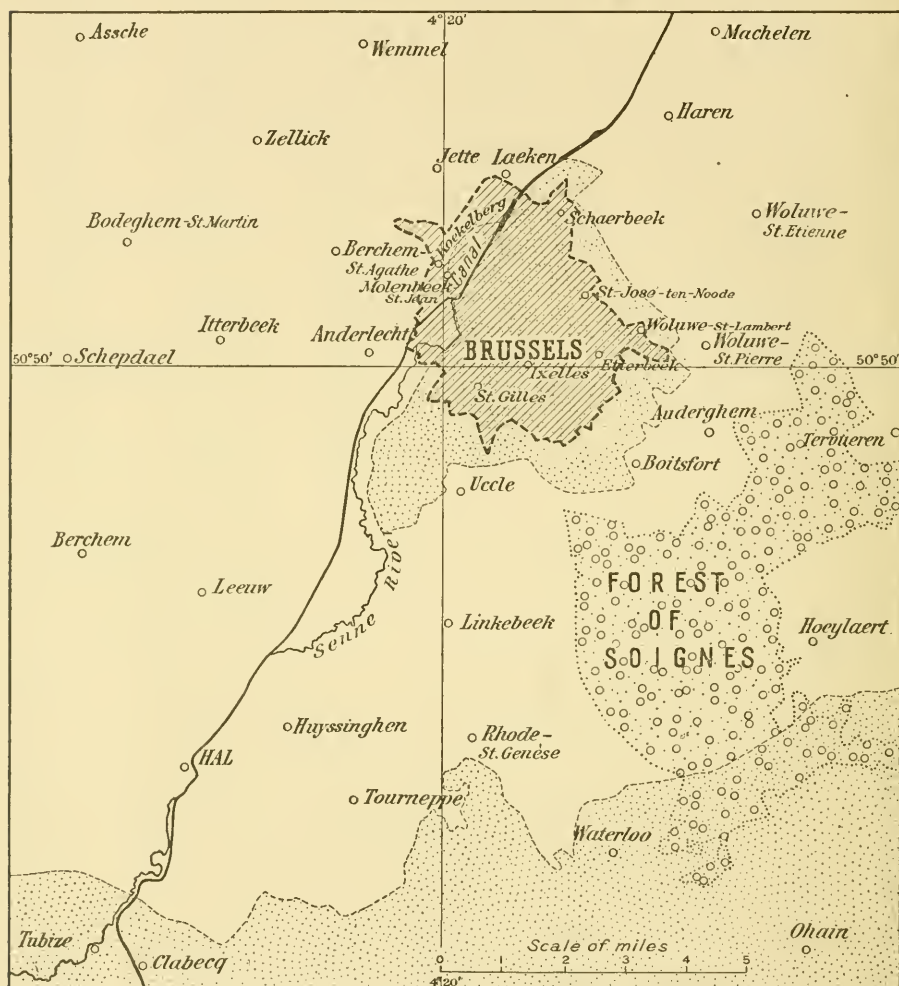 4°20'
Assche
Wemmel
Machelen
Haren
Zellick
Jette
Laeken
Bodeghem-St.Martin
Kockelberg
Schaerbeek
Woluwe-
St.Etienne
Berchem-
St.Agathe
Canal
Molenbeek
St.Jean
St.-José-ten-Noode
Itterbeek
Anderlecht
Woluwe-St-Lambert
BRUSSELS
Woluwe-
St.Pierre
50°50'
Schepdael
Ixelles
Etterbeek
50°50'
St.Gilles
Auderghem
Tervueren
Boitsfort
Uccle
Berchem
Senne River
Leeuw
FOREST
OF
SOIGNES
Linkebeek
Hoeylaert
Huyssinghen
Rhode-
St.Genèse
HAL
Tourneppe
Waterloo
Tubize
Clabecq
Scale of miles
0 1 2 3 4 5
Ohain
4°20'